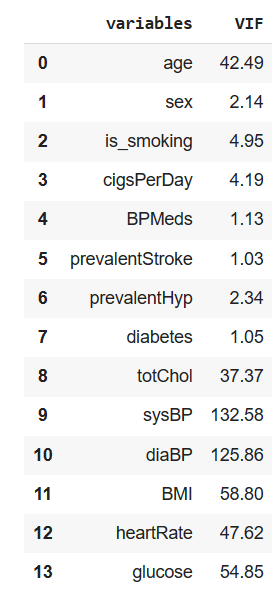 variables VIF
0 age 42.49
1 sex 2.14
2 is_smoking 4.95
3 cigsPerDay 4.19
4 BPMeds 1.13
5 prevalentStroke 1.03
6 prevalentHyp 2.34
7 diabetes 1.05
8 totChol 37.37
9 sysBP 132.58
10 diaBP 125.86
11 BMI 58.80
12 heartRate 47.62
13 glucose 54.85